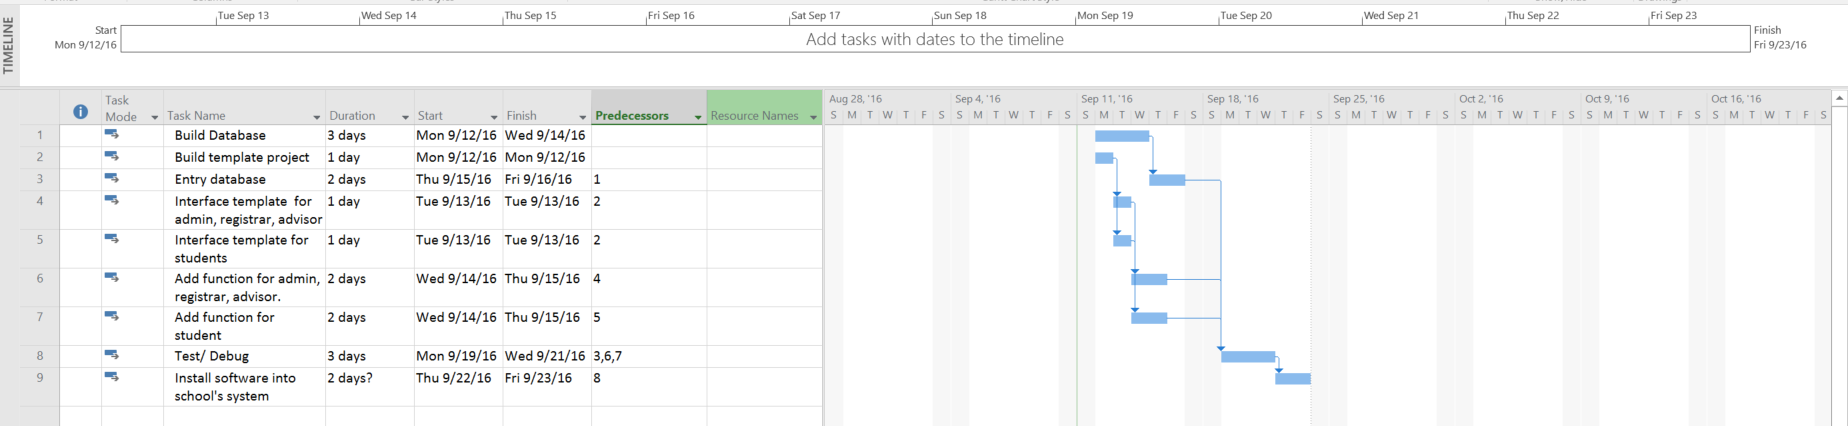 Tue Sep 13 Wed Sep 14 Thu Sep 15 Fri Sep 16 Sat Sep 17 Sun Sep 18 Mon Sep 19 Tue Sep 20 Wed Sep 21 Thu Sep 22 Fri Sep 23
TIMELINE
Start
Mon 9/12/16
Add tasks with dates to the timeline
Finish
Fri 9/23/16
Task Mode Task Name Duration Start Finish Predecessors Resource Names
Aug 28, '16 Sep 4, '16 Sep 11, '16 Sep 18, '16 Sep 25, '16 Oct 2, '16 Oct 9, '16 Oct 16, '16
S M T W T F S S M T W T F S S M T W T F S S M T W T F S S M T W T F S S M T W T F S S M T W T F S S M T W T F S
1 Build Database 3 days Mon 9/12/16 Wed 9/14/16
2 Build template project 1 day Mon 9/12/16 Mon 9/12/16
3 Entry database 2 days Thu 9/15/16 Fri 9/16/16 1
4 Interface template for 1 day Tue 9/13/16 Tue 9/13/16 2
admin, registrar, advisor
5 Interface template for 1 day Tue 9/13/16 Tue 9/13/16 2
students
6 Add function for admin, 2 days Wed 9/14/16 Thu 9/15/16 4
registrar, advisor.
7 Add function for 2 days Wed 9/14/16 Thu 9/15/16 5
student
8 Test/ Debug 3 days Mon 9/19/16 Wed 9/21/16 3,6,7
9 Install software into 2 days? Thu 9/22/16 Fri 9/23/16 8
school's system